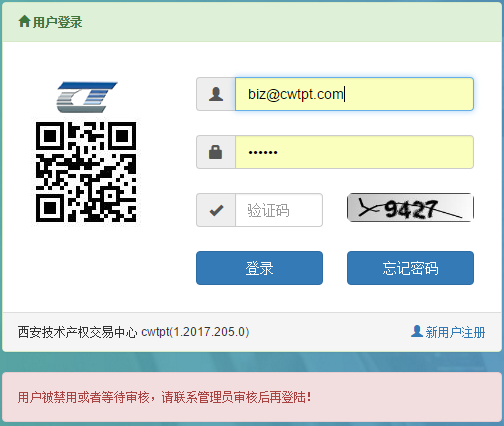 用户登录
biz@cwtpt.com
••••••
验证码
9427
登录
忘记密码
西安技术产权交易中心 cwtpt(1.2017.205.0)
新用户注册
用户被禁用或者等待审核，请联系管理员审核后再登陆！